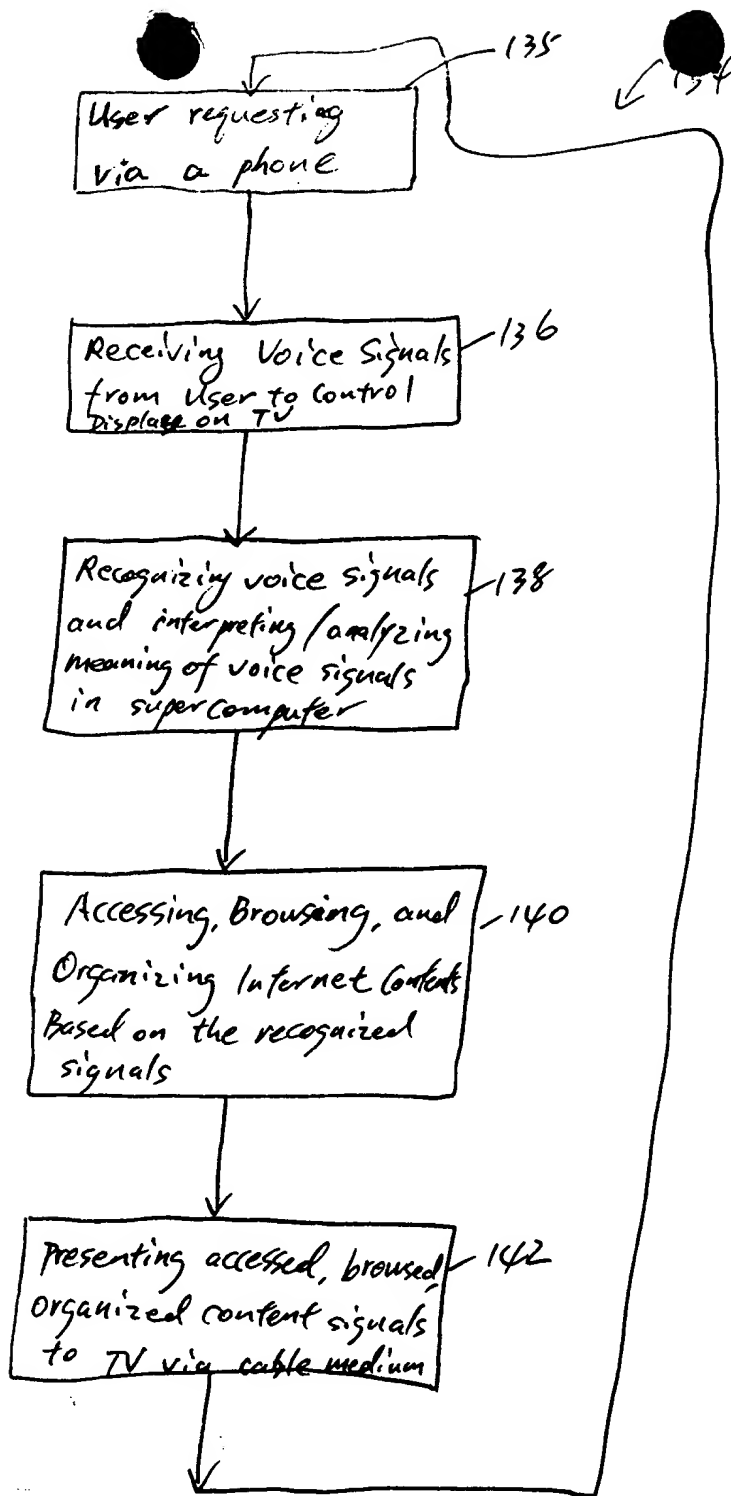 135
User requesting
via a phone
136
Receiving Voice Signals
from User to Control
Display on TV
138
Recognizing voice signals
and interpreting/analyzing
meaning of voice signals
in supercomputer
140
Accessing, Browsing, and
Organizing Internet Contents
Based on the recognized
signals
142
Presenting accessed, browsed,
organized content signals
to TV via cable medium